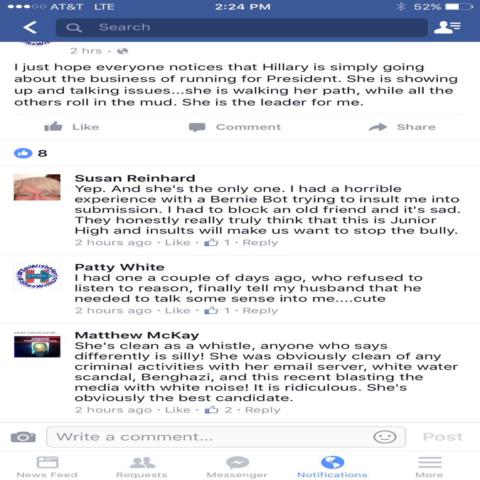 AT&T LTE 2:24 PM 52%
Search
2 hrs ·
I just hope everyone notices that Hillary is simply going
about the business of running for President. She is showing
up and talking issues...she is walking her path, while all the
others roll in the mud. She is the leader for me.
Like Comment Share
8
Susan Reinhard
Yep. And she's the only one. I had a horrible
experience with a Bernie Bot trying to insult me into
submission. I had to block an old friend and it's sad.
They honestly really truly think that this is Junior
High and insults will make us want to stop the bully.
2 hours ago · Like · 1 · Reply
Patty White
I had one a couple of days ago, who refused to
listen to reason, finally tell my husband that he
needed to talk some sense into me....cute
2 hours ago · Like · 1 · Reply
Matthew McKay
She's clean as a whistle, anyone who says
differently is silly! She was obviously clean of any
criminal activities with her email server, white water
scandal, Benghazi, and this recent blasting the
media with white noise! It is ridiculous. She's
obviously the best candidate.
2 hours ago · Like · 2 · Reply
Write a comment... Post
News Feed Requests Messenger Notifications More